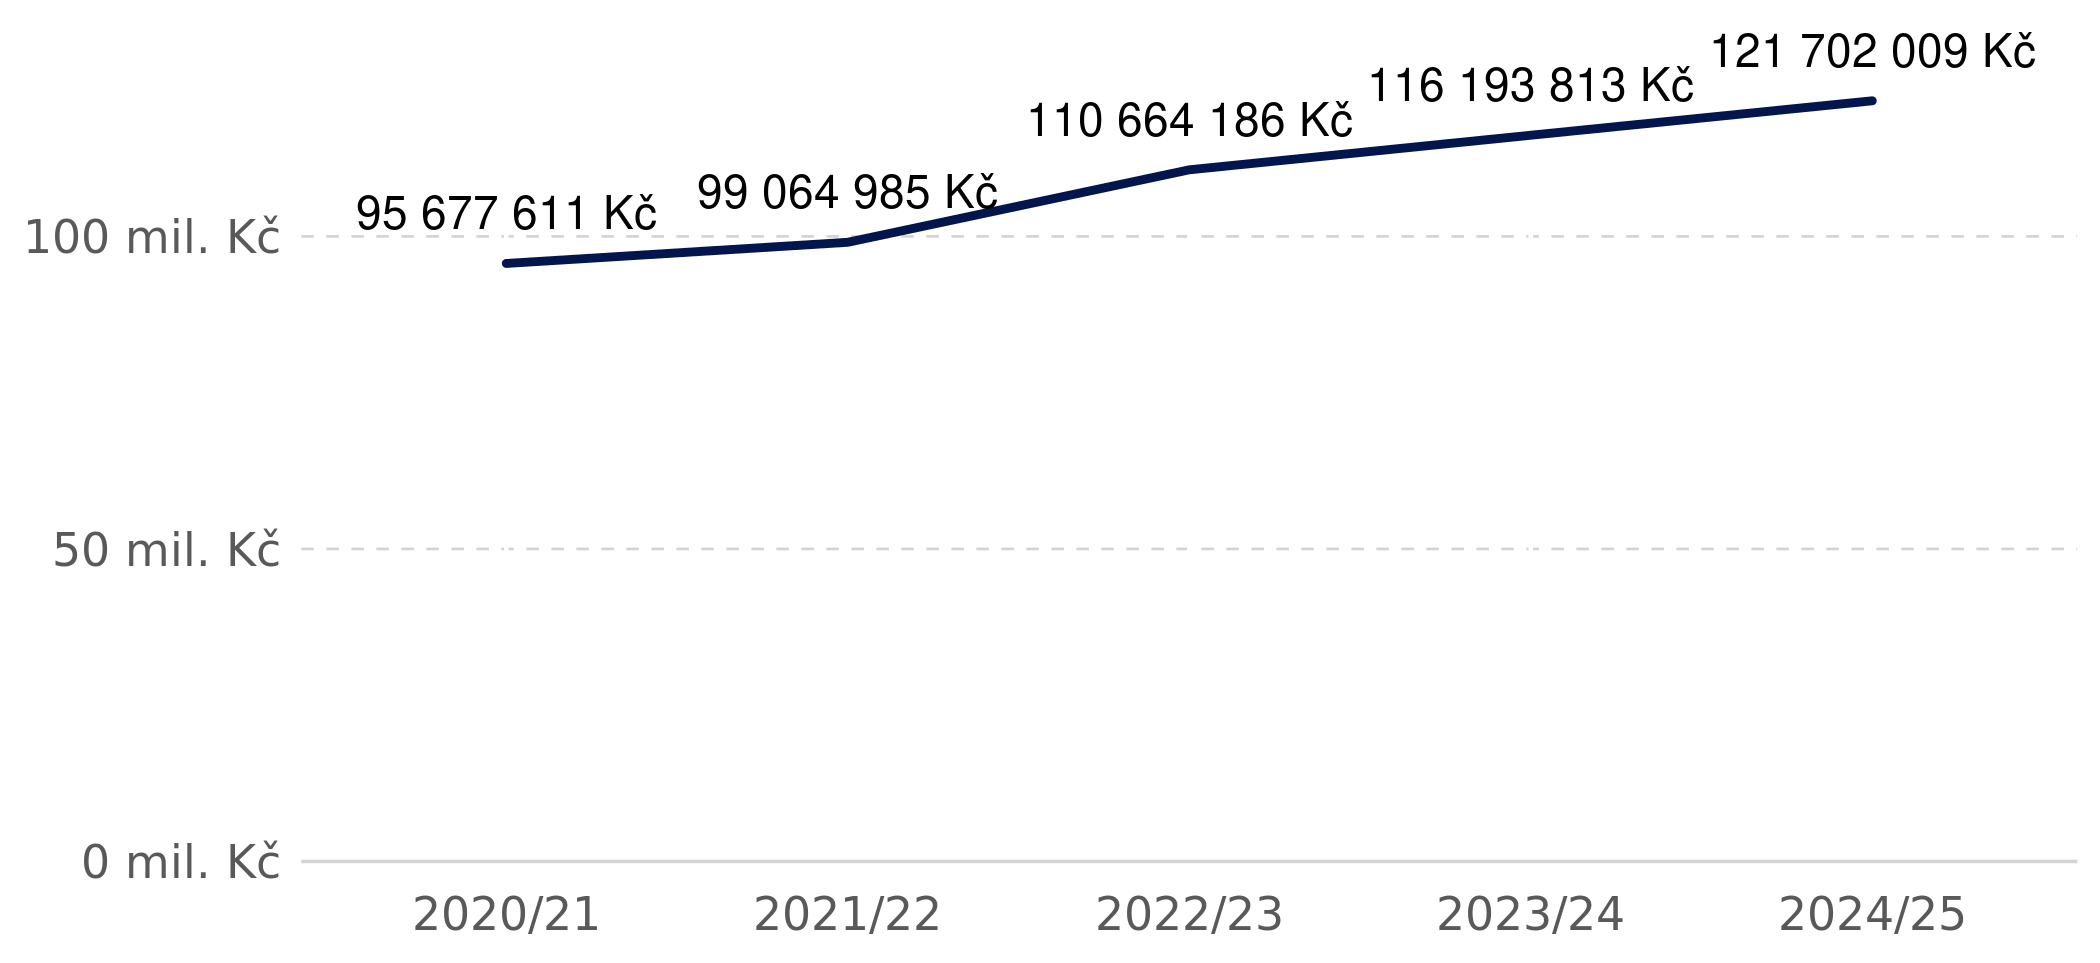 121 702 009 Kč
116 193 813 Kč
110 664 186 Kč
99 064 985 Kč
95 677 611 Kč
100 mil. Kč
50 mil. Kč
0 mil. Kč
2020/21 2021/22 2022/23 2023/24 2024/25